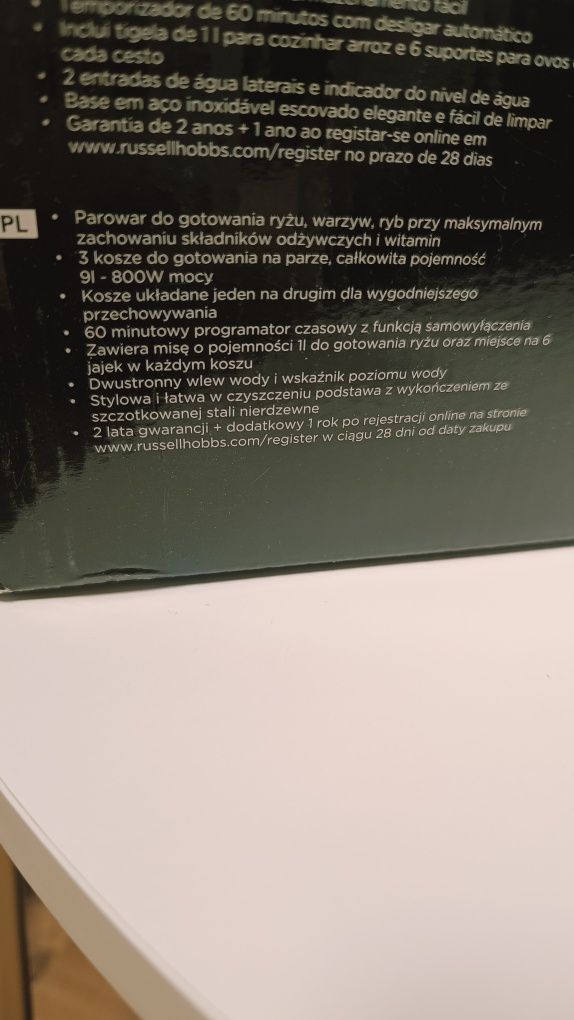 • Temporizador de 60 minutos com desligar automático
• Inclui tigela de 1l para cozinhar arroz e 6 suportes para ovos
cada cesto
• 2 entradas de água laterais e indicador do nível de água
• Base em aço inoxidável escovado elegante e fácil de limpar
• Garantia de 2 anos + 1 ano ao registar-se online em
www.russellhobbs.com/register no prazo de 28 dias
PL • Parowar do gotowania ryżu, warzyw, ryb przy maksymalnym
zachowaniu składników odżywczych i witamin
• 3 kosze do gotowania na parze, całkowita pojemność
9l - 800W mocy
• Kosze układane jeden na drugim dla wygodniejszego
przechowywania
• 60 minutowy programator czasowy z funkcją samowyłączenia
• Zawiera misę o pojemności 1l do gotowania ryżu oraz miejsce na 6
jajek w każdym koszu
• Dwustronny wlew wody i wskaźnik poziomu wody
• Stylowa i łatwa w czyszczeniu podstawa z wykończeniem ze
szczotkowanej stali nierdzewne
• 2 lata gwarancji + dodatkowy 1 rok po rejestracji online na stronie
www.russellhobbs.com/register w ciągu 28 dni od daty zakupu